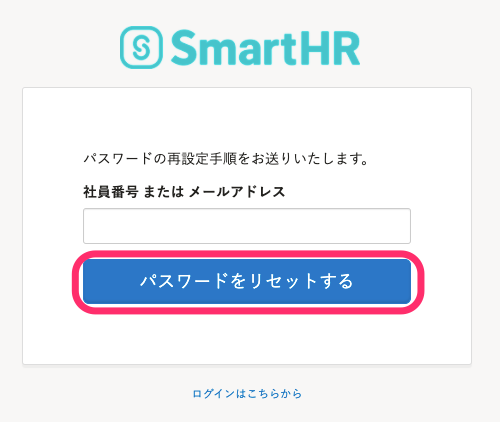 SmartHR
パスワードの再設定手順をお送りいたします。
社員番号 または メールアドレス
パスワードをリセットする
ログインはこちらから